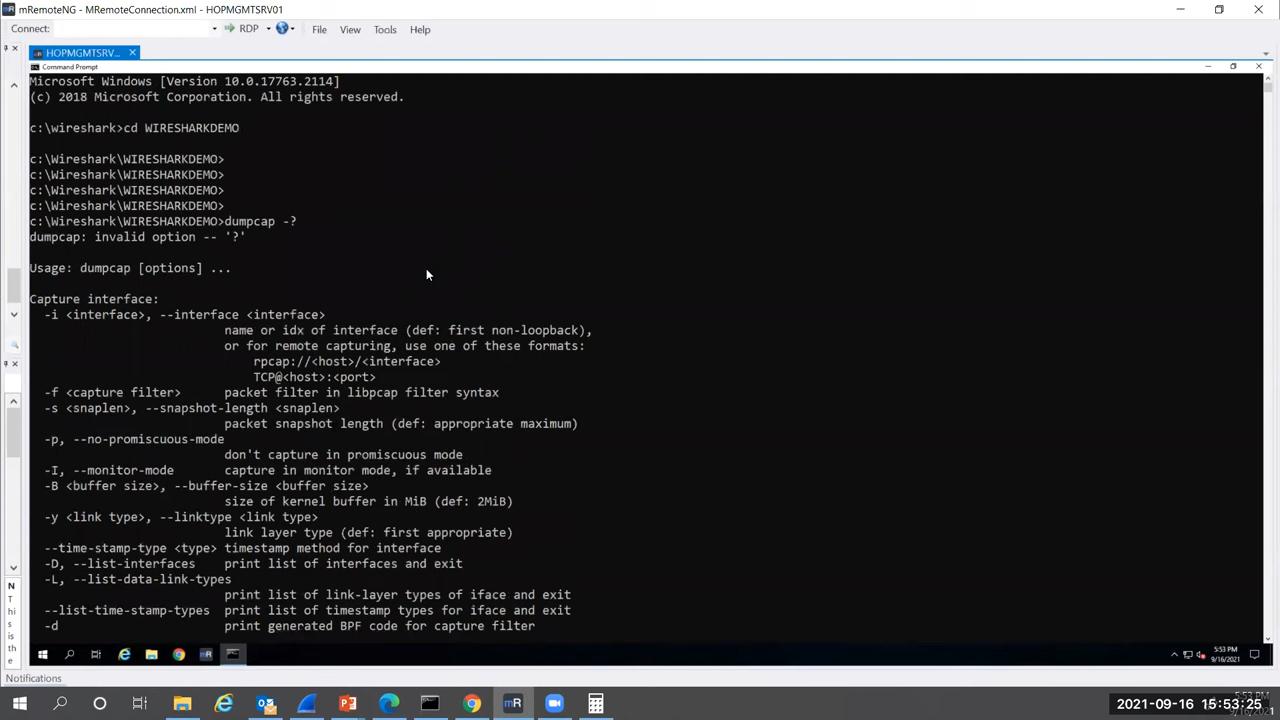 mRemoteNG - MRemoteConnection.xml - HOPMGMTSRV01
Connect: RDP File View Tools Help
HOPMGMTSRV...
Command Prompt
Microsoft Windows [Version 10.0.17763.2114]
(c) 2018 Microsoft Corporation. All rights reserved.
c:\wireshark>cd WIRESHARKDEMO
c:\Wireshark\WIRESHARKDEMO>
c:\Wireshark\WIRESHARKDEMO>
c:\Wireshark\WIRESHARKDEMO>
c:\Wireshark\WIRESHARKDEMO>
c:\Wireshark\WIRESHARKDEMO>dumpcap -?
dumpcap: invalid option -- '?'
Usage: dumpcap [options] ...
Capture interface:
-i <interface>, --interface <interface>
name or idx of interface (def: first non-loopback),
or for remote capturing, use one of these formats:
rpcap://<host>/<interface>
TCP@<host>:<port>
-f <capture filter> packet filter in libpcap filter syntax
-s <snaplen>, --snapshot-length <snaplen>
packet snapshot length (def: appropriate maximum)
-p, --no-promiscuous-mode
don't capture in promiscuous mode
-I, --monitor-mode capture in monitor mode, if available
-B <buffer size>, --buffer-size <buffer size>
size of kernel buffer in MiB (def: 2MiB)
-y <link type>, --linktype <link type>
link layer type (def: first appropriate)
--time-stamp-type <type> timestamp method for interface
-D, --list-interfaces print list of interfaces and exit
-L, --list-data-link-types
print list of link-layer types of iface and exit
--list-time-stamp-types print list of timestamp types for iface and exit
-d print generated BPF code for capture filter
N
T
hi
s
is
the
e
5:53 PM
9/16/2021
Notifications
2021-09-16 15:53:25